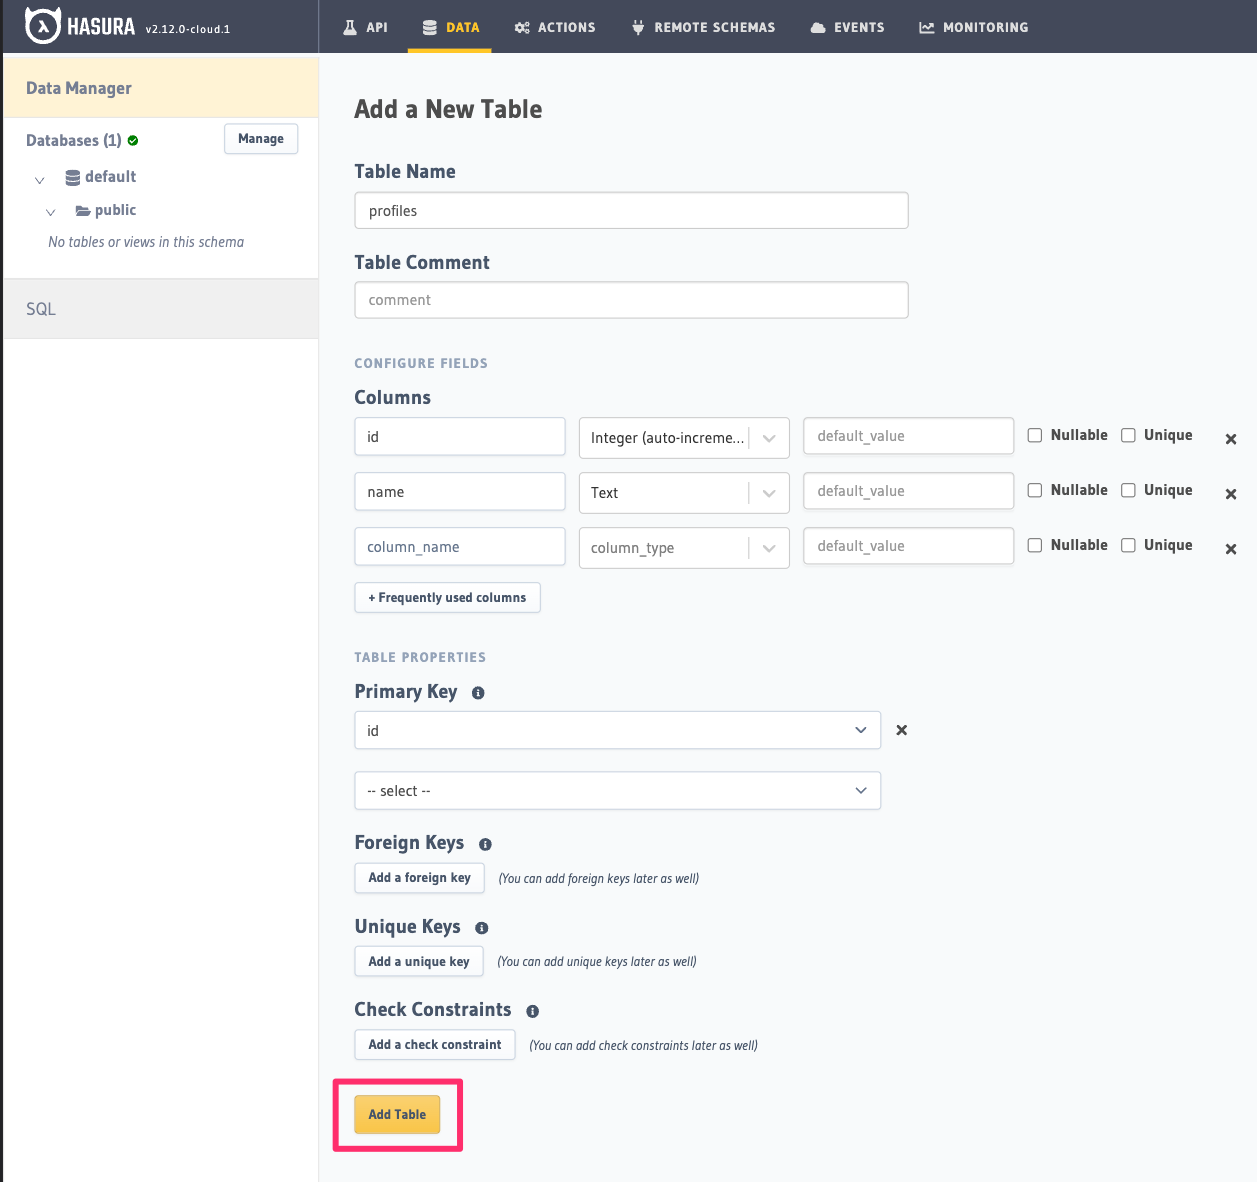 HASURA v2.12.0-cloud.1 API DATA ACTIONS REMOTE SCHEMAS EVENTS MONITORING
Data Manager
Databases (1) Manage
default
public
No tables or views in this schema
SQL
Add a New Table
Table Name
profiles
Table Comment
comment
CONFIGURE FIELDS
Columns
id Integer (auto-increme... default_value Nullable Unique
name Text default_value Nullable Unique
column_name column_type default_value Nullable Unique
+ Frequently used columns
TABLE PROPERTIES
Primary Key
id
-- select --
Foreign Keys
Add a foreign key (You can add foreign keys later as well)
Unique Keys
Add a unique key (You can add unique keys later as well)
Check Constraints
Add a check constraint (You can add check constraints later as well)
Add Table